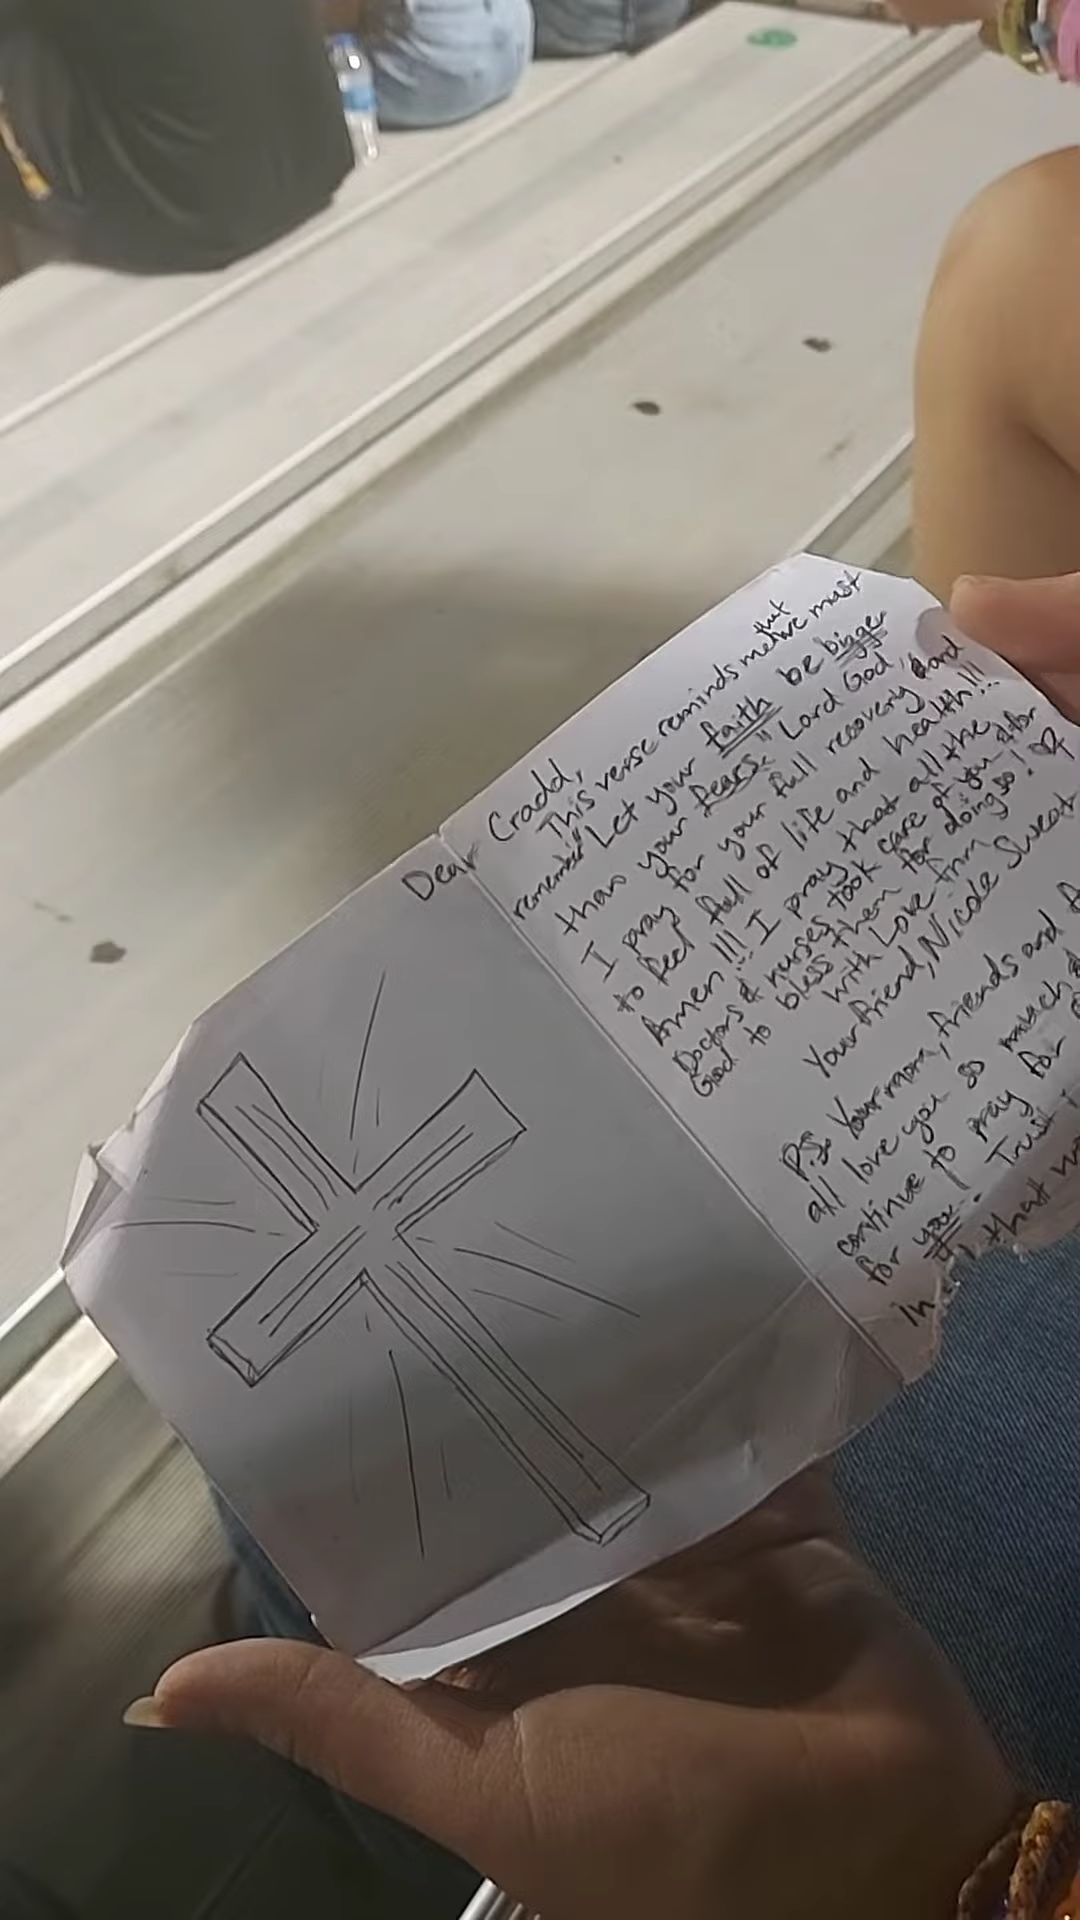 Dear Cradd,
This verse reminds me that we must
remember "Let your faith be bigger
than your fears." Lord God,
I pray for your full recovery and
to feel full of life and health!!!
Amen!!! I pray that all the
Doctors & nurses took care of you & for
God to bless them for doing so!
with Love from
Your friend, Nicole Sweat
P.S. Your mom, friends and
all love you so much &
continue to pray for
for you! Trust
in that